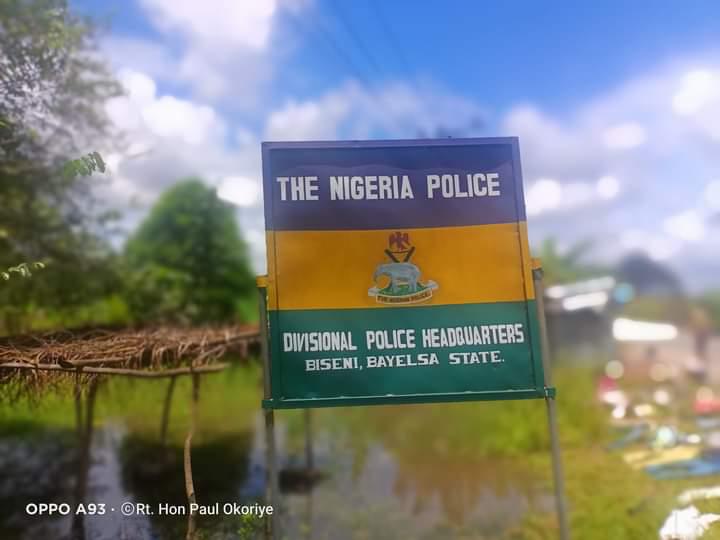 THE NIGERIA POLICE
THE NIGERIA POLICE
DIVISIONAL POLICE HEADQUARTERS
BISENI, BAYELSA STATE.
OPPO A93 · ©Rt. Hon Paul Okoriye